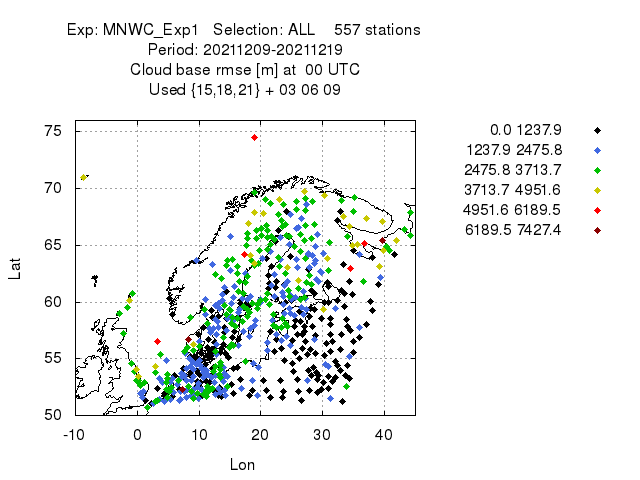 Exp: MNWC_Exp1 Selection: ALL 557 stations
Period: 20211209-20211219
Cloud base rmse [m] at 00 UTC
Used {15,18,21} + 03 06 09
0.0 1237.9
1237.9 2475.8
2475.8 3713.7
3713.7 4951.6
4951.6 6189.5
6189.5 7427.4
75
70
65
60
55
50
Lat
-10 0 10 20 30 40
Lon